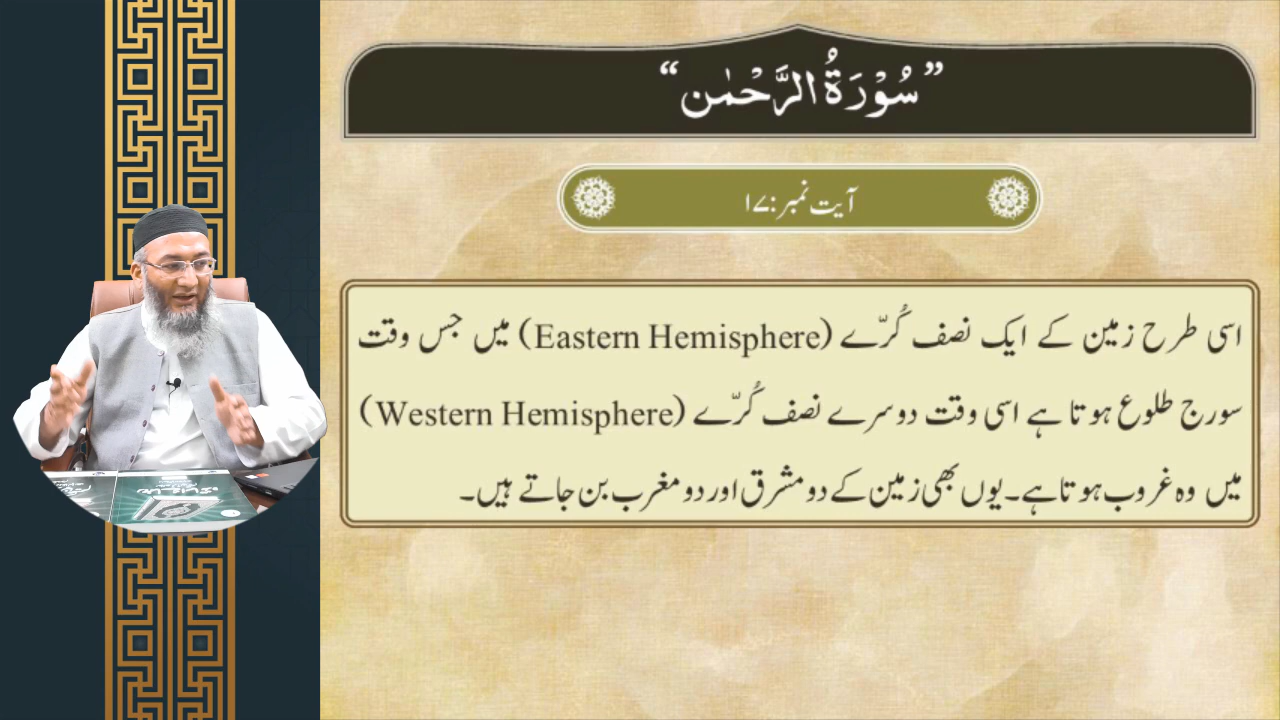 ”سُوْرَۃُ الرَّحْمٰن“
آیت نمبر: ۱۷
اسی طرح زمین کے ایک نصف کُرّے (Eastern Hemisphere) میں جس وقت
سورج طلوع ہوتا ہے اسی وقت دوسرے نصف کُرّے (Western Hemisphere)
میں وہ غروب ہوتا ہے۔ یوں بھی زمین کے دو مشرق اور دو مغرب بن جاتے ہیں۔